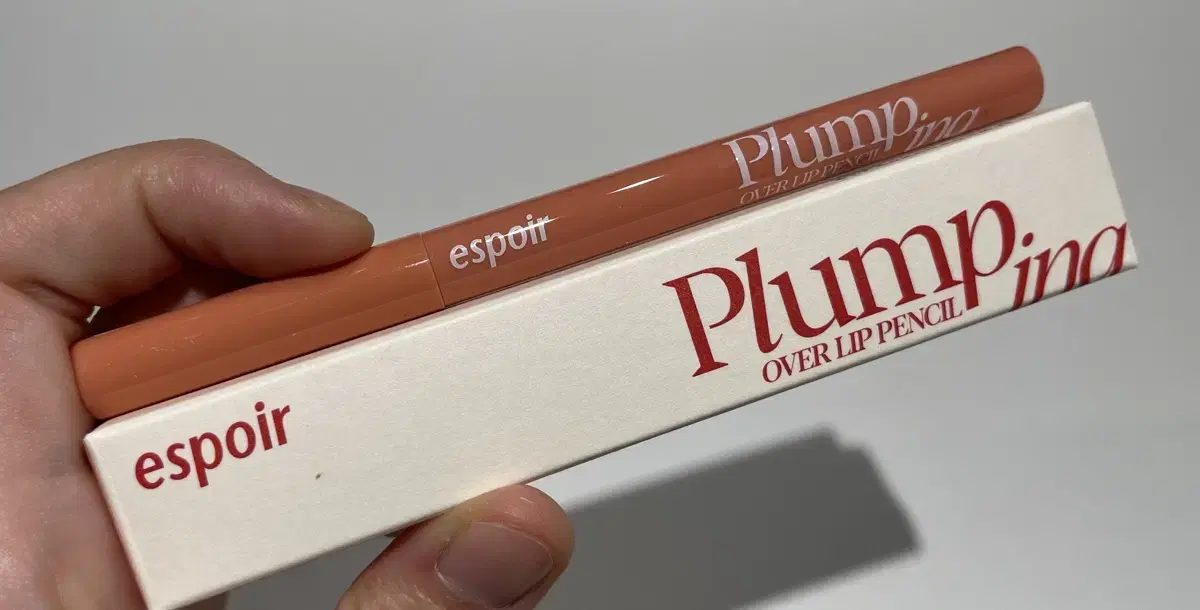 espoir
Plumping
OVER LIP PENCIL
espoir
Plumping
OVER LIP PENCIL